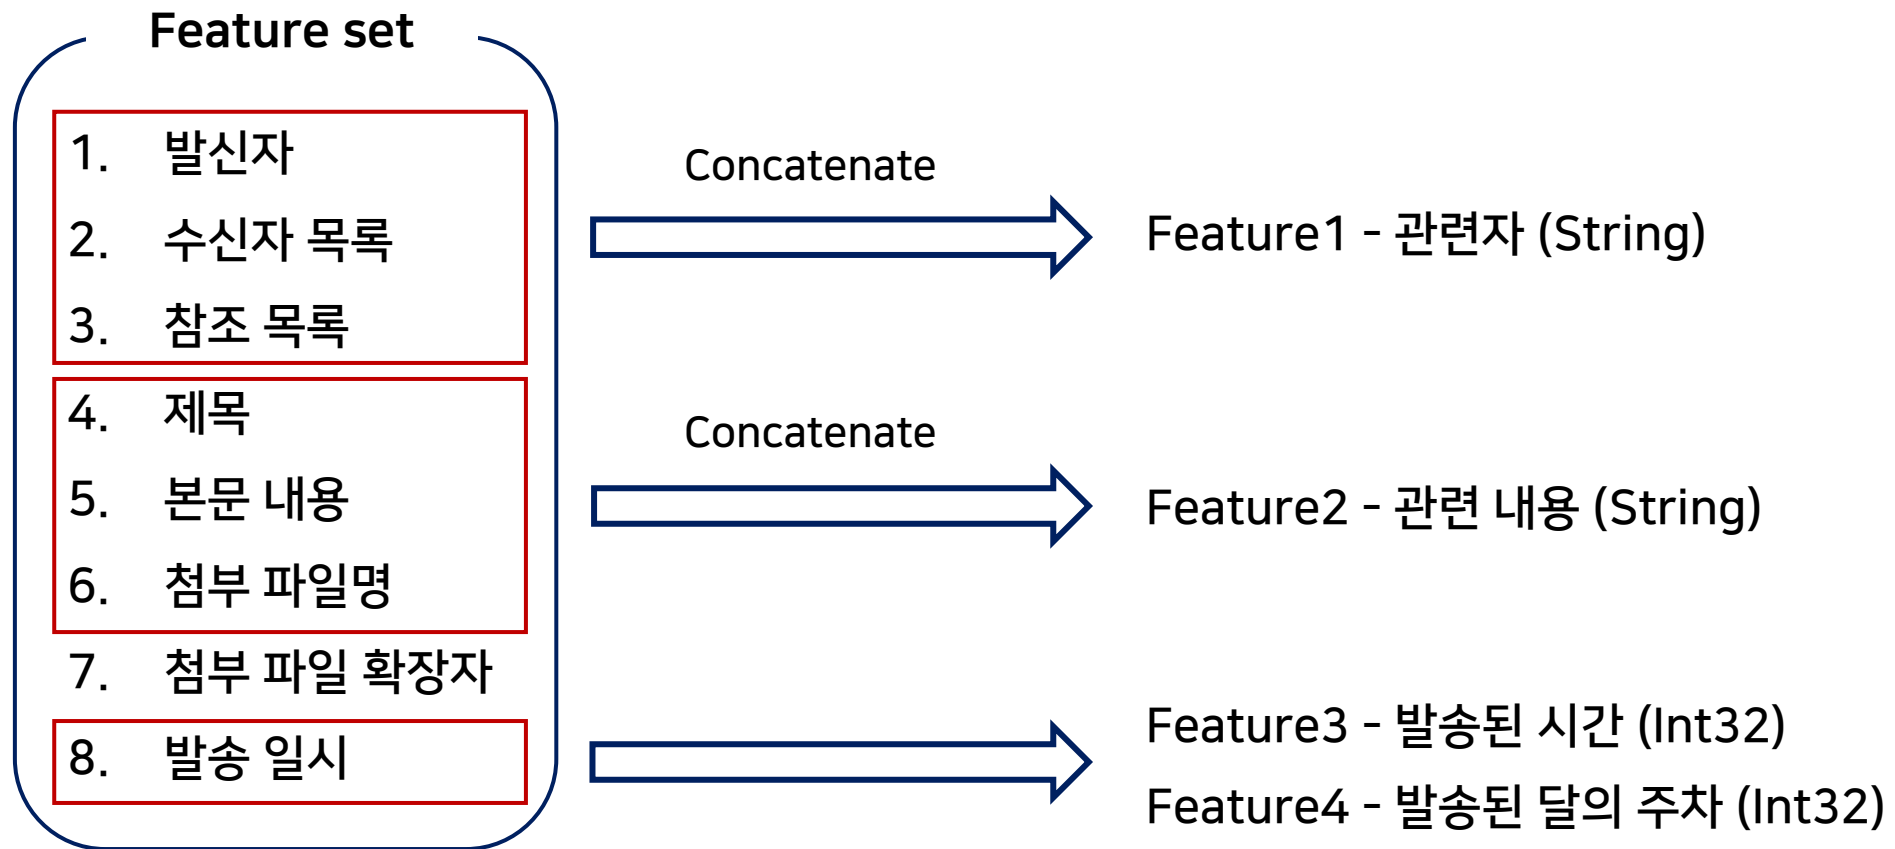 Feature set
1. 발신자
2. 수신자 목록
3. 참조 목록
4. 제목
5. 본문 내용
6. 첨부 파일명
7. 첨부 파일 확장자
8. 발송 일시
Concatenate
Feature1 - 관련자 (String)
Concatenate
Feature2 - 관련 내용 (String)
Feature3 - 발송된 시간 (Int32)
Feature4 - 발송된 달의 주차 (Int32)